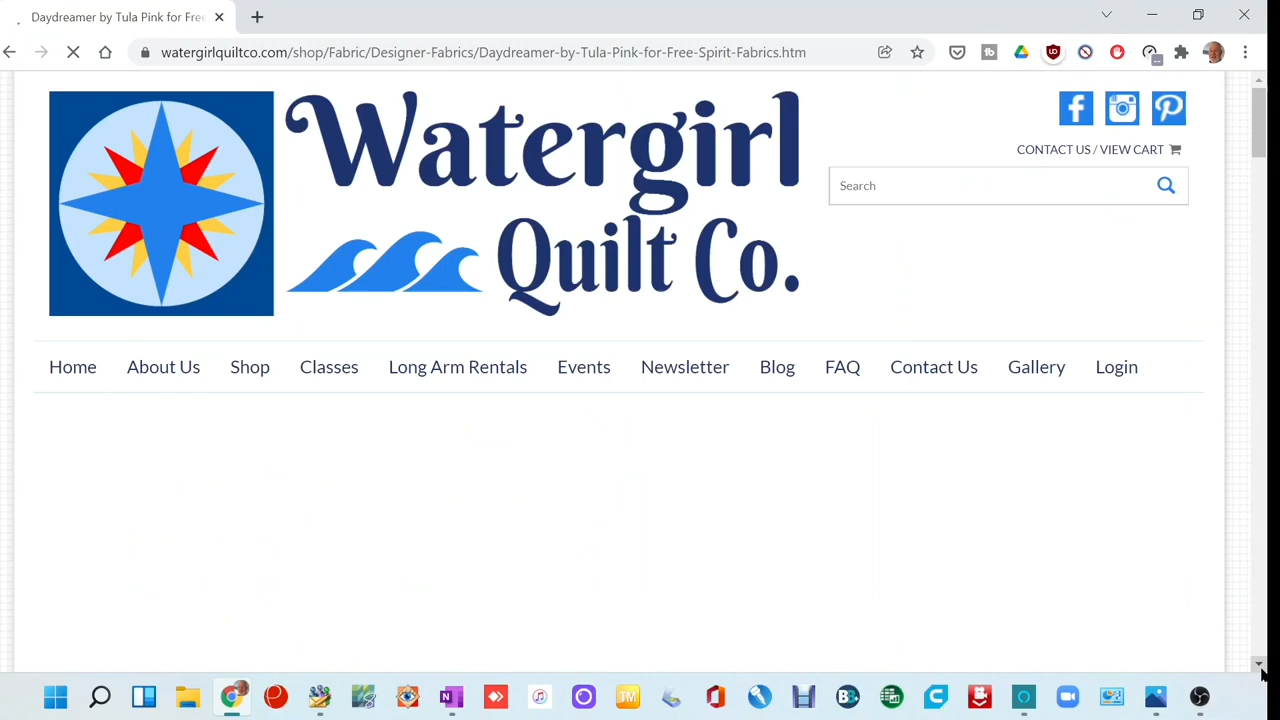 Daydreamer by Tula Pink for Free
watergirlquiltco.com/shop/Fabric/Designer-Fabrics/Daydreamer-by-Tula-Pink-for-Free-Spirit-Fabrics.htm
Watergirl
Quilt Co.
CONTACT US / VIEW CART
Search
Home About Us Shop Classes Long Arm Rentals Events Newsletter Blog FAQ Contact Us Gallery Login